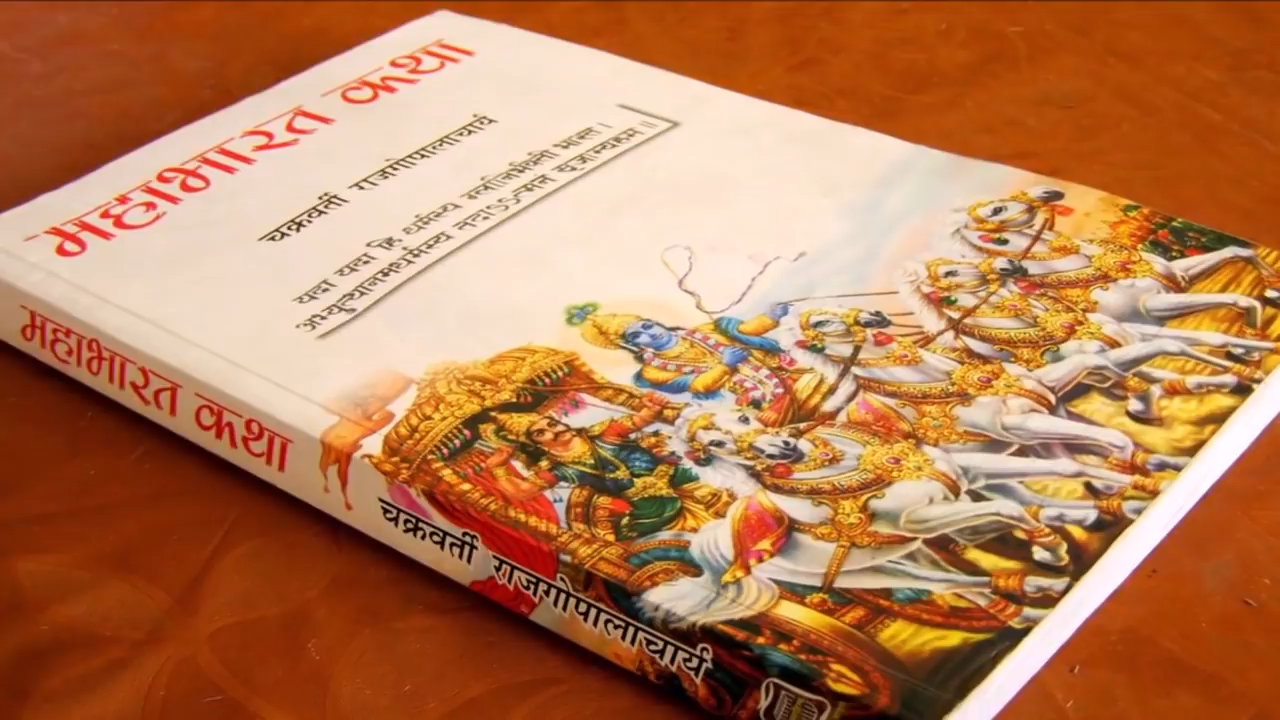 महाभारत कथा
चक्रवर्ती राजगोपालाचार्य
यदा यदा हि धर्मस्य ग्लानिर्भवती भारत ।
अभ्युत्थानमधर्मस्य तदाऽऽत्मान सृजाम्यहम ॥
महाभारत कथा
चक्रवर्ती राजगोपालाचार्य